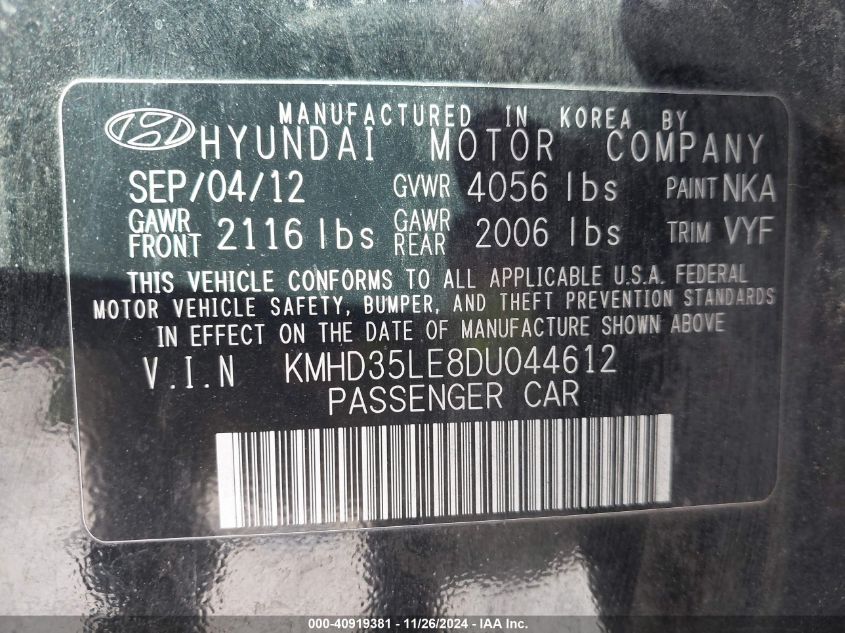 MANUFACTURED IN KOREA BY
HYUNDAI MOTOR COMPANY
SEP/04/12 GVWR 4056 lbs PAINT NKA
GAWR FRONT 2116 lbs GAWR REAR 2006 lbs TRIM VYF
THIS VEHICLE CONFORMS TO ALL APPLICABLE U.S.A. FEDERAL
MOTOR VEHICLE SAFETY, BUMPER, AND THEFT PREVENTION STANDARDS
IN EFFECT ON THE DATE OF MANUFACTURE SHOWN ABOVE
V.I.N KMHD35LE8DU044612
PASSENGER CAR
000-40919381 - 11/26/2024 - IAA Inc.